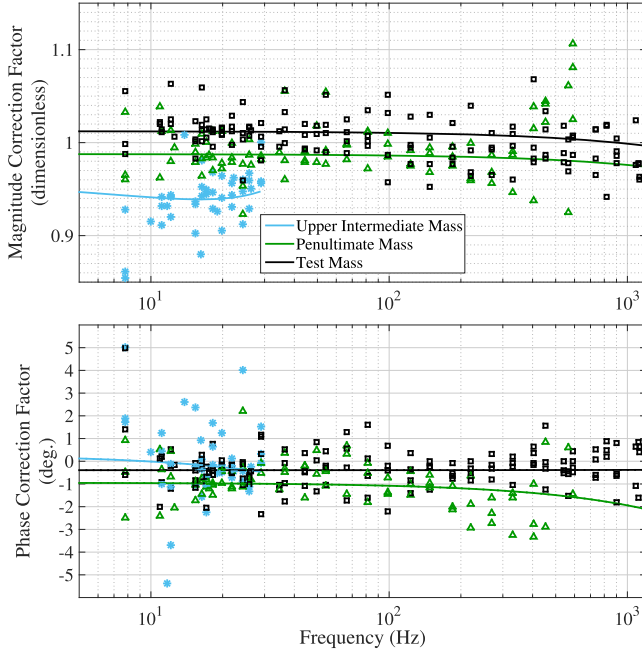 Magnitude Correction Factor
(dimensionless)
1.1
1
0.9
10^1
10^2
10^3
Upper Intermediate Mass
Penultimate Mass
Test Mass
Phase Correction Factor
(deg.)
5
4
3
2
1
0
-1
-2
-3
-4
-5
10^1
10^2
10^3
Frequency (Hz)